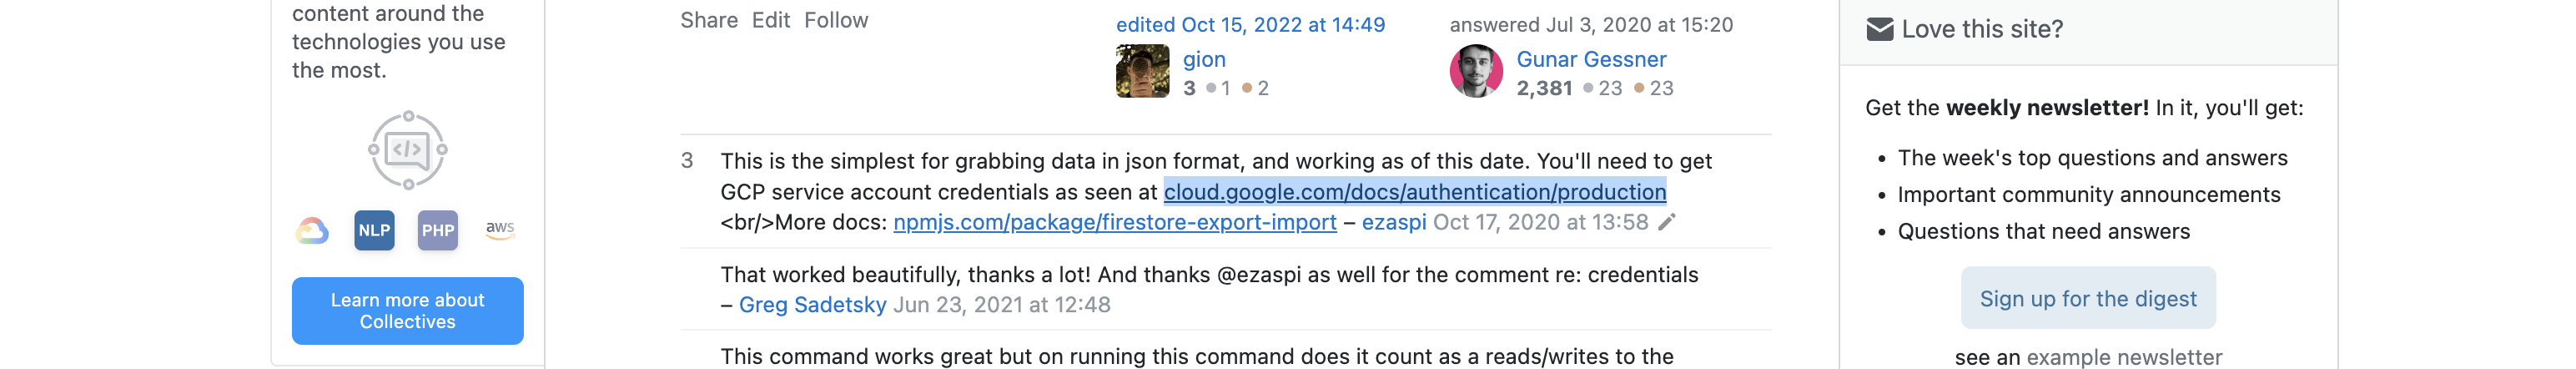 content around the
technologies you use
the most.
NLP
PHP
aws
Learn more about
Collectives
Share Edit Follow
edited Oct 15, 2022 at 14:49
gion
3 1 2
answered Jul 3, 2020 at 15:20
Gunar Gessner
2,381 23 23
3
This is the simplest for grabbing data in json format, and working as of this date. You'll need to get
GCP service account credentials as seen at cloud.google.com/docs/authentication/production
<br/>More docs: npmjs.com/package/firestore-export-import – ezaspi Oct 17, 2020 at 13:58
That worked beautifully, thanks a lot! And thanks @ezaspi as well for the comment re: credentials
– Greg Sadetsky Jun 23, 2021 at 12:48
This command works great but on running this command does it count as a reads/writes to the
Love this site?
Get the weekly newsletter! In it, you'll get:
• The week's top questions and answers
• Important community announcements
• Questions that need answers
Sign up for the digest
see an example newsletter